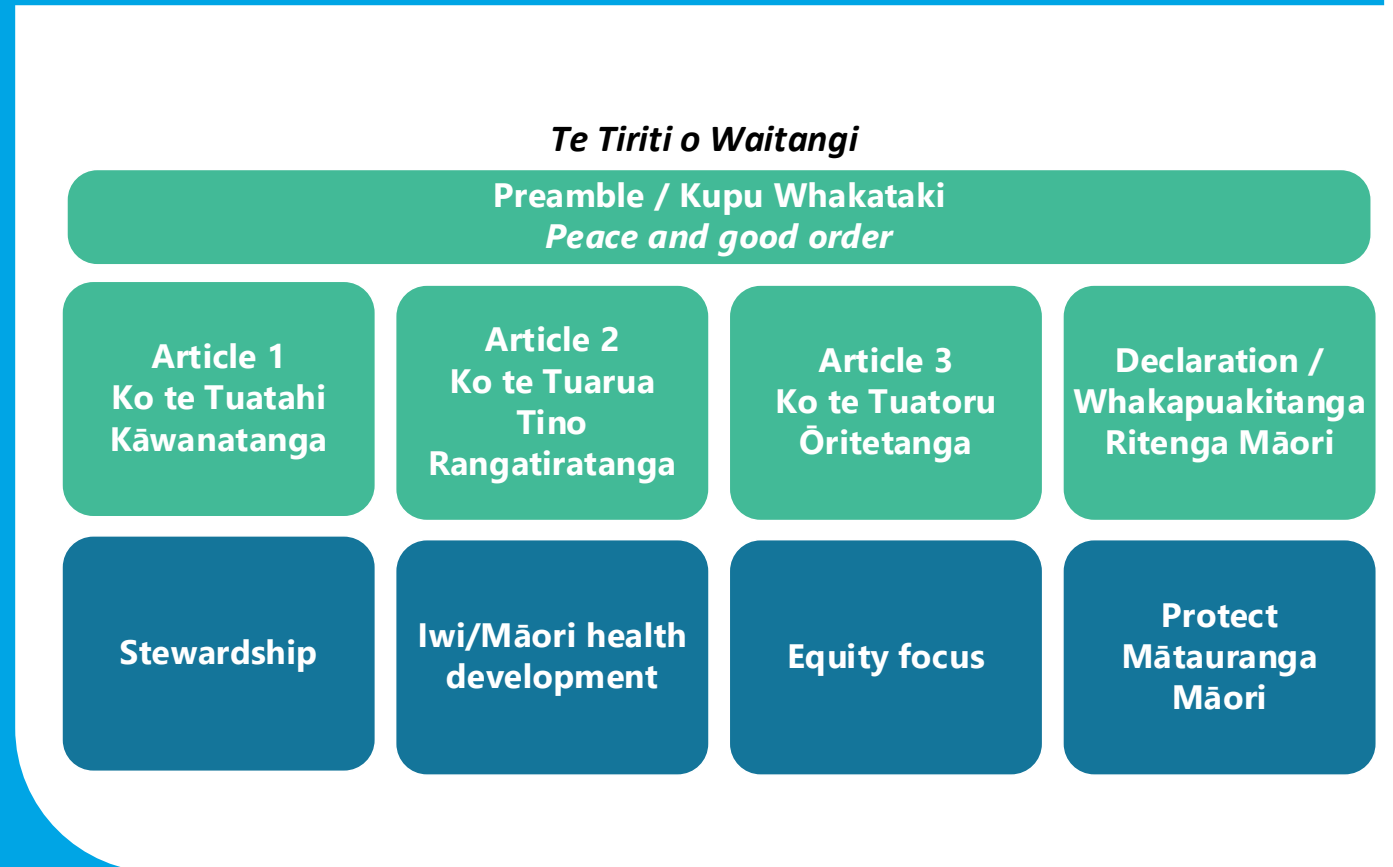 Te Tiriti o Waitangi
Preamble / Kupu Whakataki
Peace and good order
Article 1
Ko te Tuatahi
Kāwanatanga
Article 2
Ko te Tuarua
Tino
Rangatiratanga
Article 3
Ko te Tuatoru
Ōritetanga
Declaration /
Whakapuakitanga
Ritenga Māori
Stewardship
Iwi/Māori health
development
Equity focus
Protect
Mātauranga
Māori